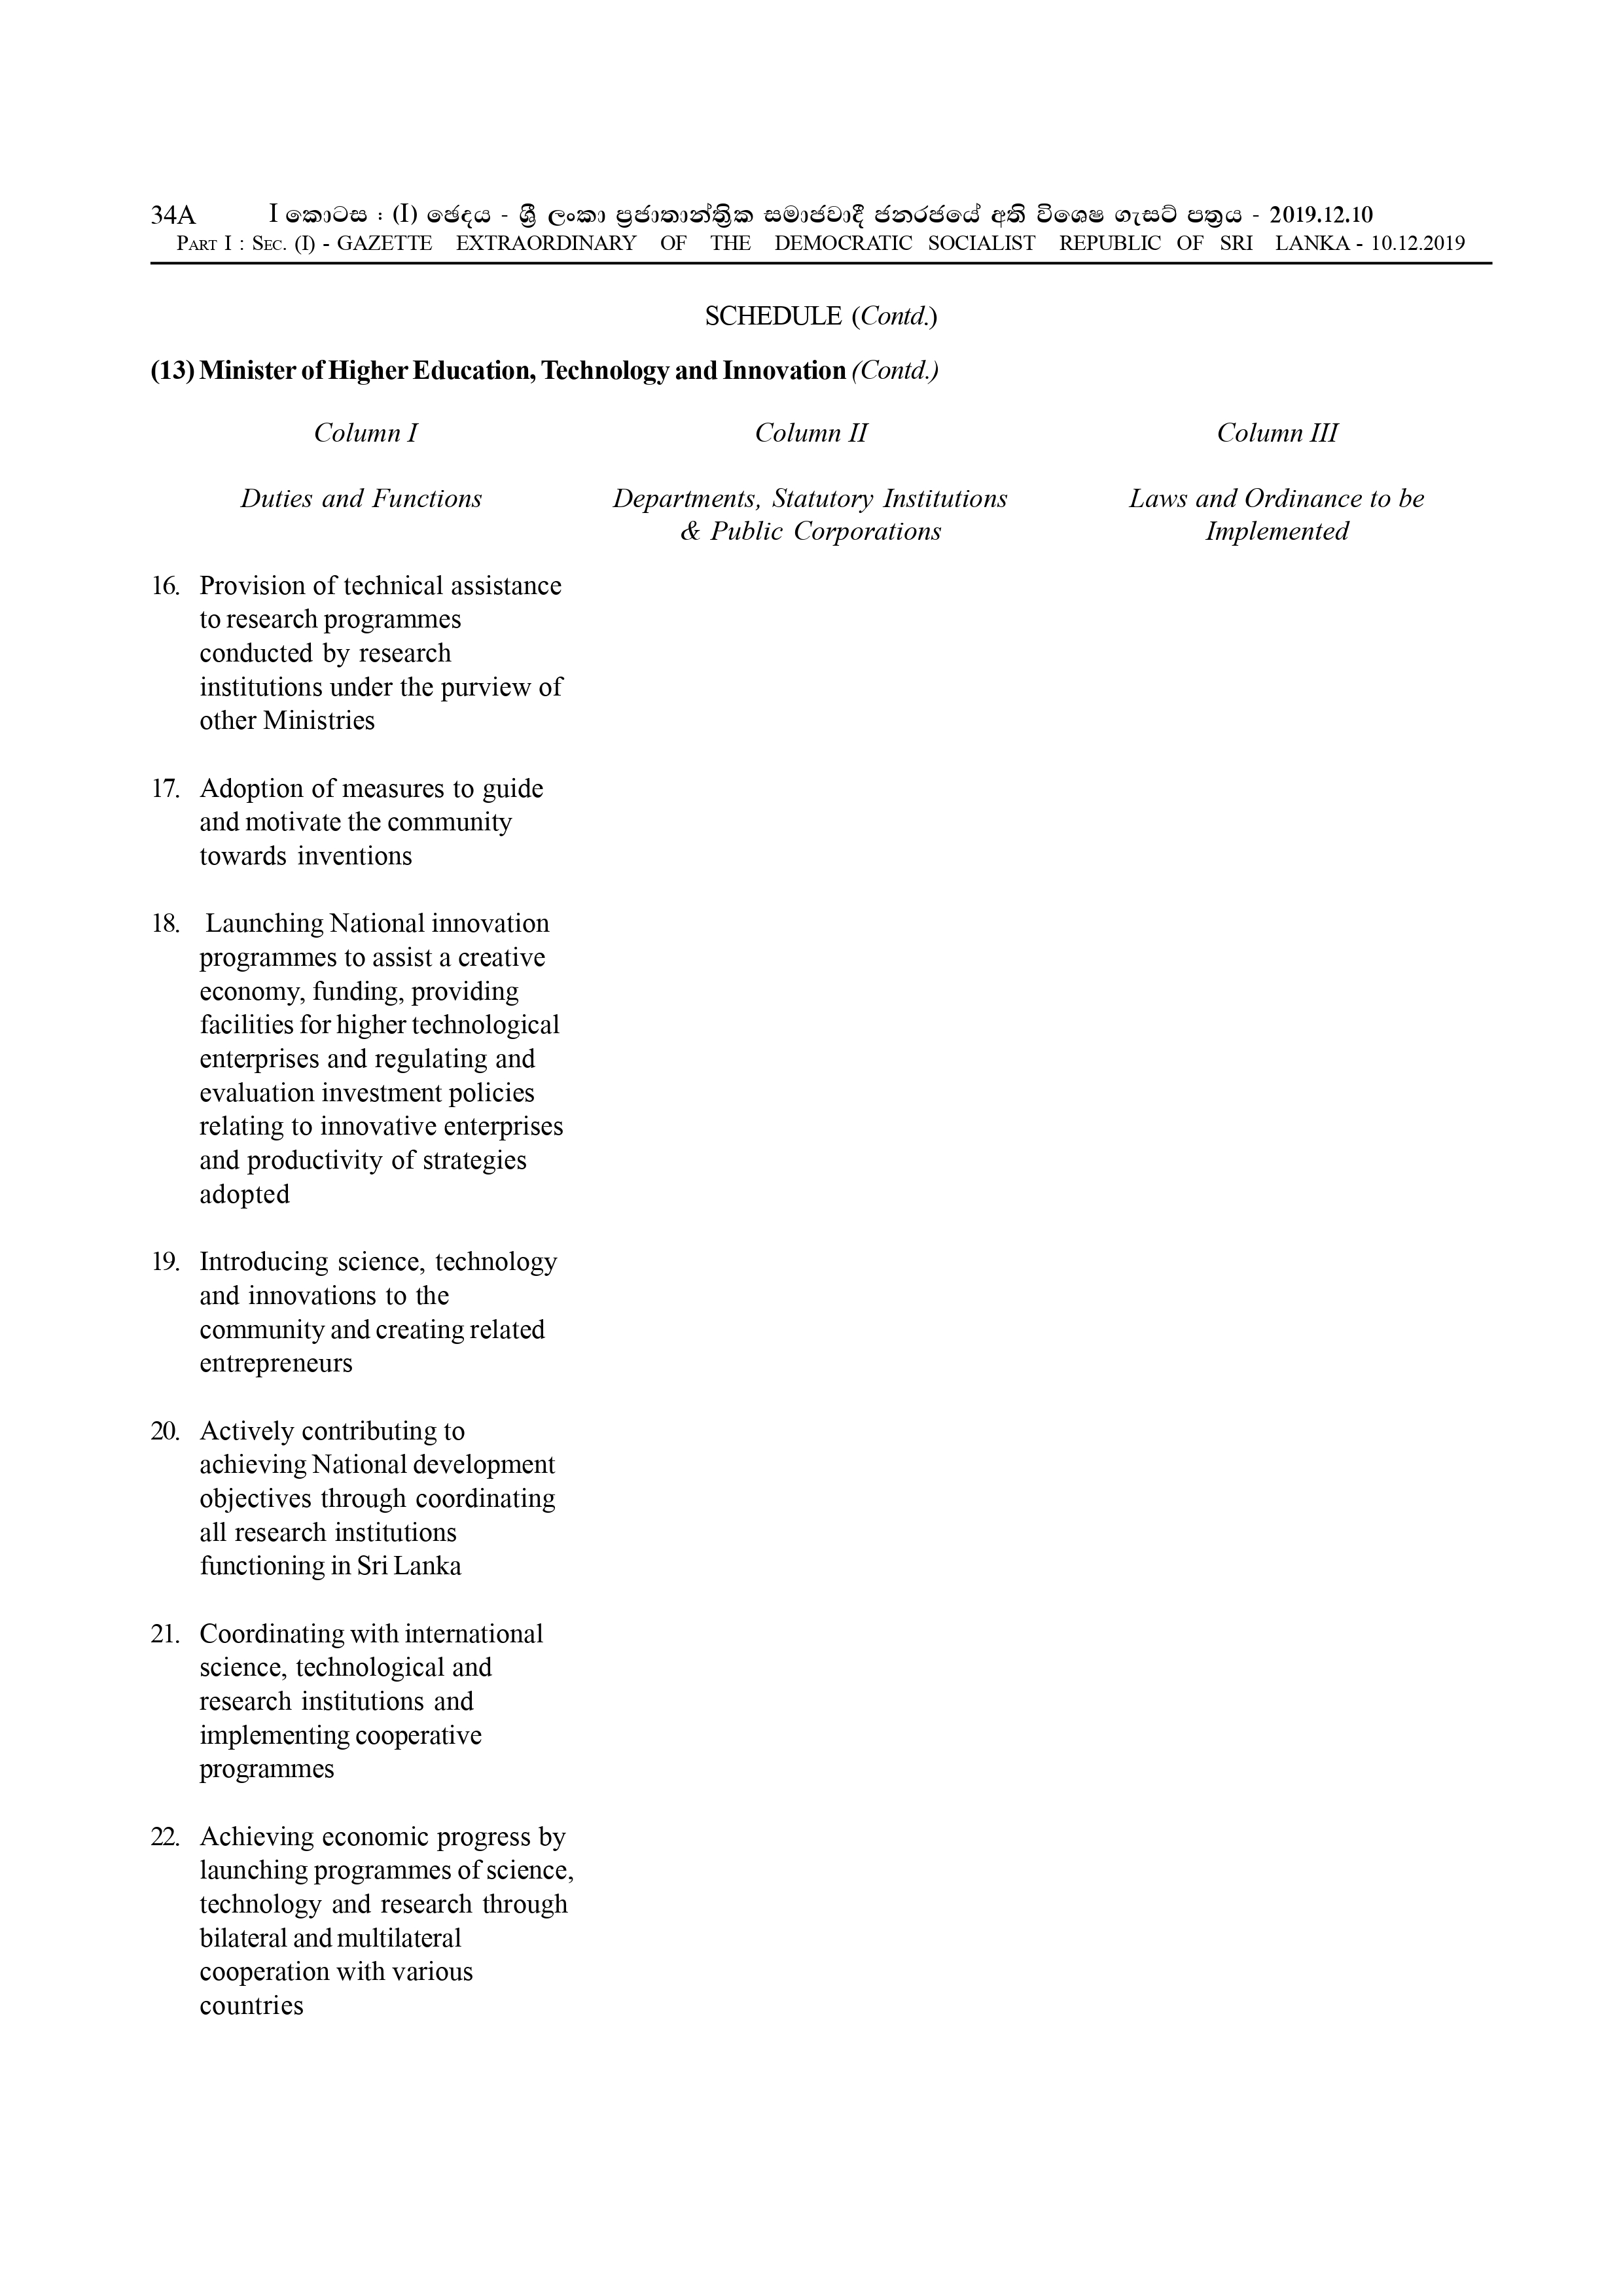 34A I කොටස : (I) ඡෙදය - ශ්‍රී ලංකා ප්‍රජාතාන්ත්‍රික සමාජවාදී ජනරජයේ අති විශෙෂ ගැසට් පත්‍රය - 2019.12.10
PART I : SEC. (I) - GAZETTE EXTRAORDINARY OF THE DEMOCRATIC SOCIALIST REPUBLIC OF SRI LANKA - 10.12.2019
SCHEDULE (Contd.)
(13) Minister of Higher Education, Technology and Innovation (Contd.)
Column I Column II Column III
Duties and Functions Departments, Statutory Institutions Laws and Ordinance to be
& Public Corporations Implemented
16. Provision of technical assistance
to research programmes
conducted by research
institutions under the purview of
other Ministries
17. Adoption of measures to guide
and motivate the community
towards inventions
18. Launching National innovation
programmes to assist a creative
economy, funding, providing
facilities for higher technological
enterprises and regulating and
evaluation investment policies
relating to innovative enterprises
and productivity of strategies
adopted
19. Introducing science, technology
and innovations to the
community and creating related
entrepreneurs
20. Actively contributing to
achieving National development
objectives through coordinating
all research institutions
functioning in Sri Lanka
21. Coordinating with international
science, technological and
research institutions and
implementing cooperative
programmes
22. Achieving economic progress by
launching programmes of science,
technology and research through
bilateral and multilateral
cooperation with various
countries